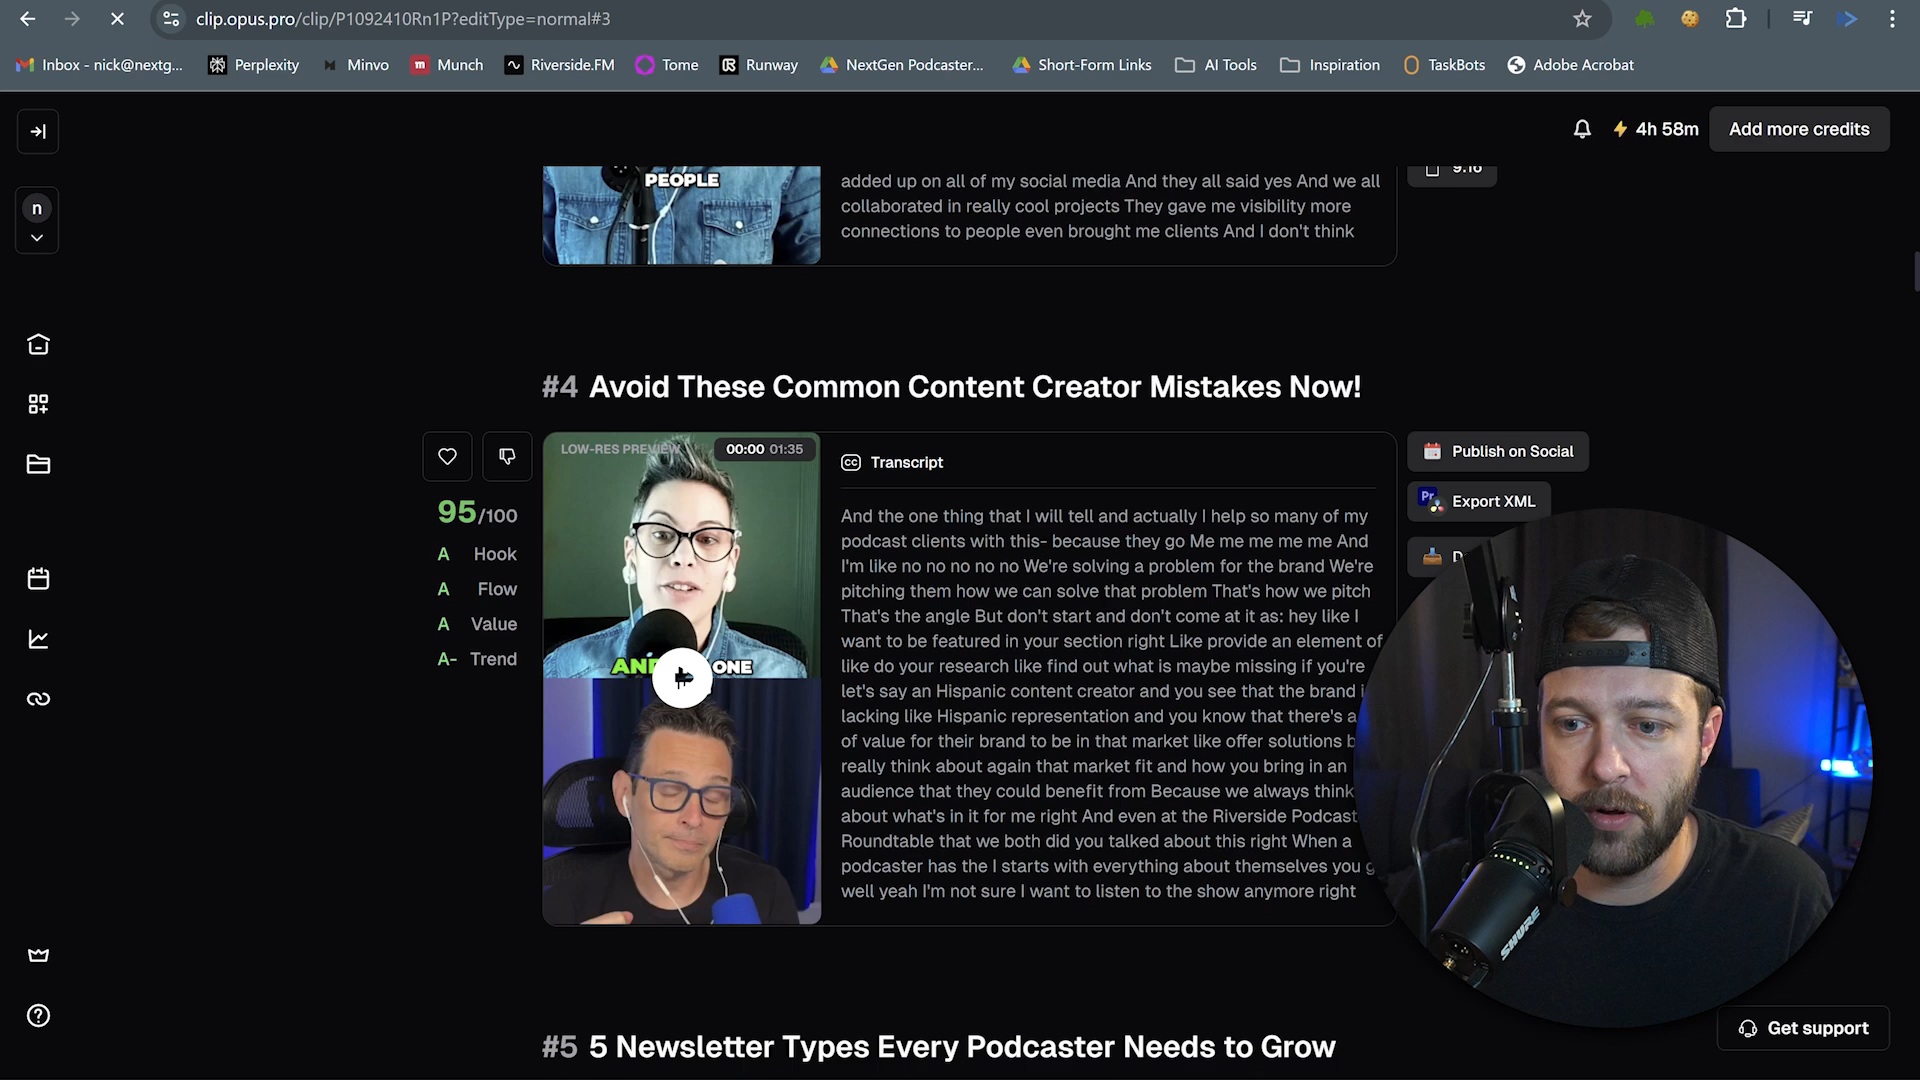 clip.opus.pro/clip/P1092410Rn1P?editType=normal#3
Inbox - nick@nextg...
Perplexity
Minvo
Munch
Riverside.FM
Tome
Runway
NextGen Podcaster...
Short-Form Links
AI Tools
Inspiration
TaskBots
Adobe Acrobat
4h 58m
Add more credits
n
PEOPLE
added up on all of my social media And they all said yes And we all
collaborated in really cool projects They gave me visibility more
connections to people even brought me clients And I don't think
9:16
#4 Avoid These Common Content Creator Mistakes Now!
95/100
A Hook
A Flow
A Value
A- Trend
LOW-RES PREVIEW
00:00 01:35
ONE
CC Transcript
And the one thing that I will tell and actually I help so many of my
podcast clients with this- because they go Me me me me me And
I'm like no no no no no We're solving a problem for the brand We're
pitching them how we can solve that problem That's how we pitch
That's the angle But don't start and don't come at it as: hey like I
want to be featured in your section right Like provide an element of
like do your research like find out what is maybe missing if you're
let's say an Hispanic content creator and you see that the brand
lacking like Hispanic representation and you know that there's a
of value for their brand to be in that market like offer solutions
really think about again that market fit and how you bring in an
audience that they could benefit from Because we always think
about what's in it for me right And even at the Riverside Podcast
Roundtable that we both did you talked about this right When a
podcaster has the I starts with everything about themselves you
well yeah I'm not sure I want to listen to the show anymore right
Publish on Social
Pr Export XML
SHURE
#5 5 Newsletter Types Every Podcaster Needs to Grow
Get support